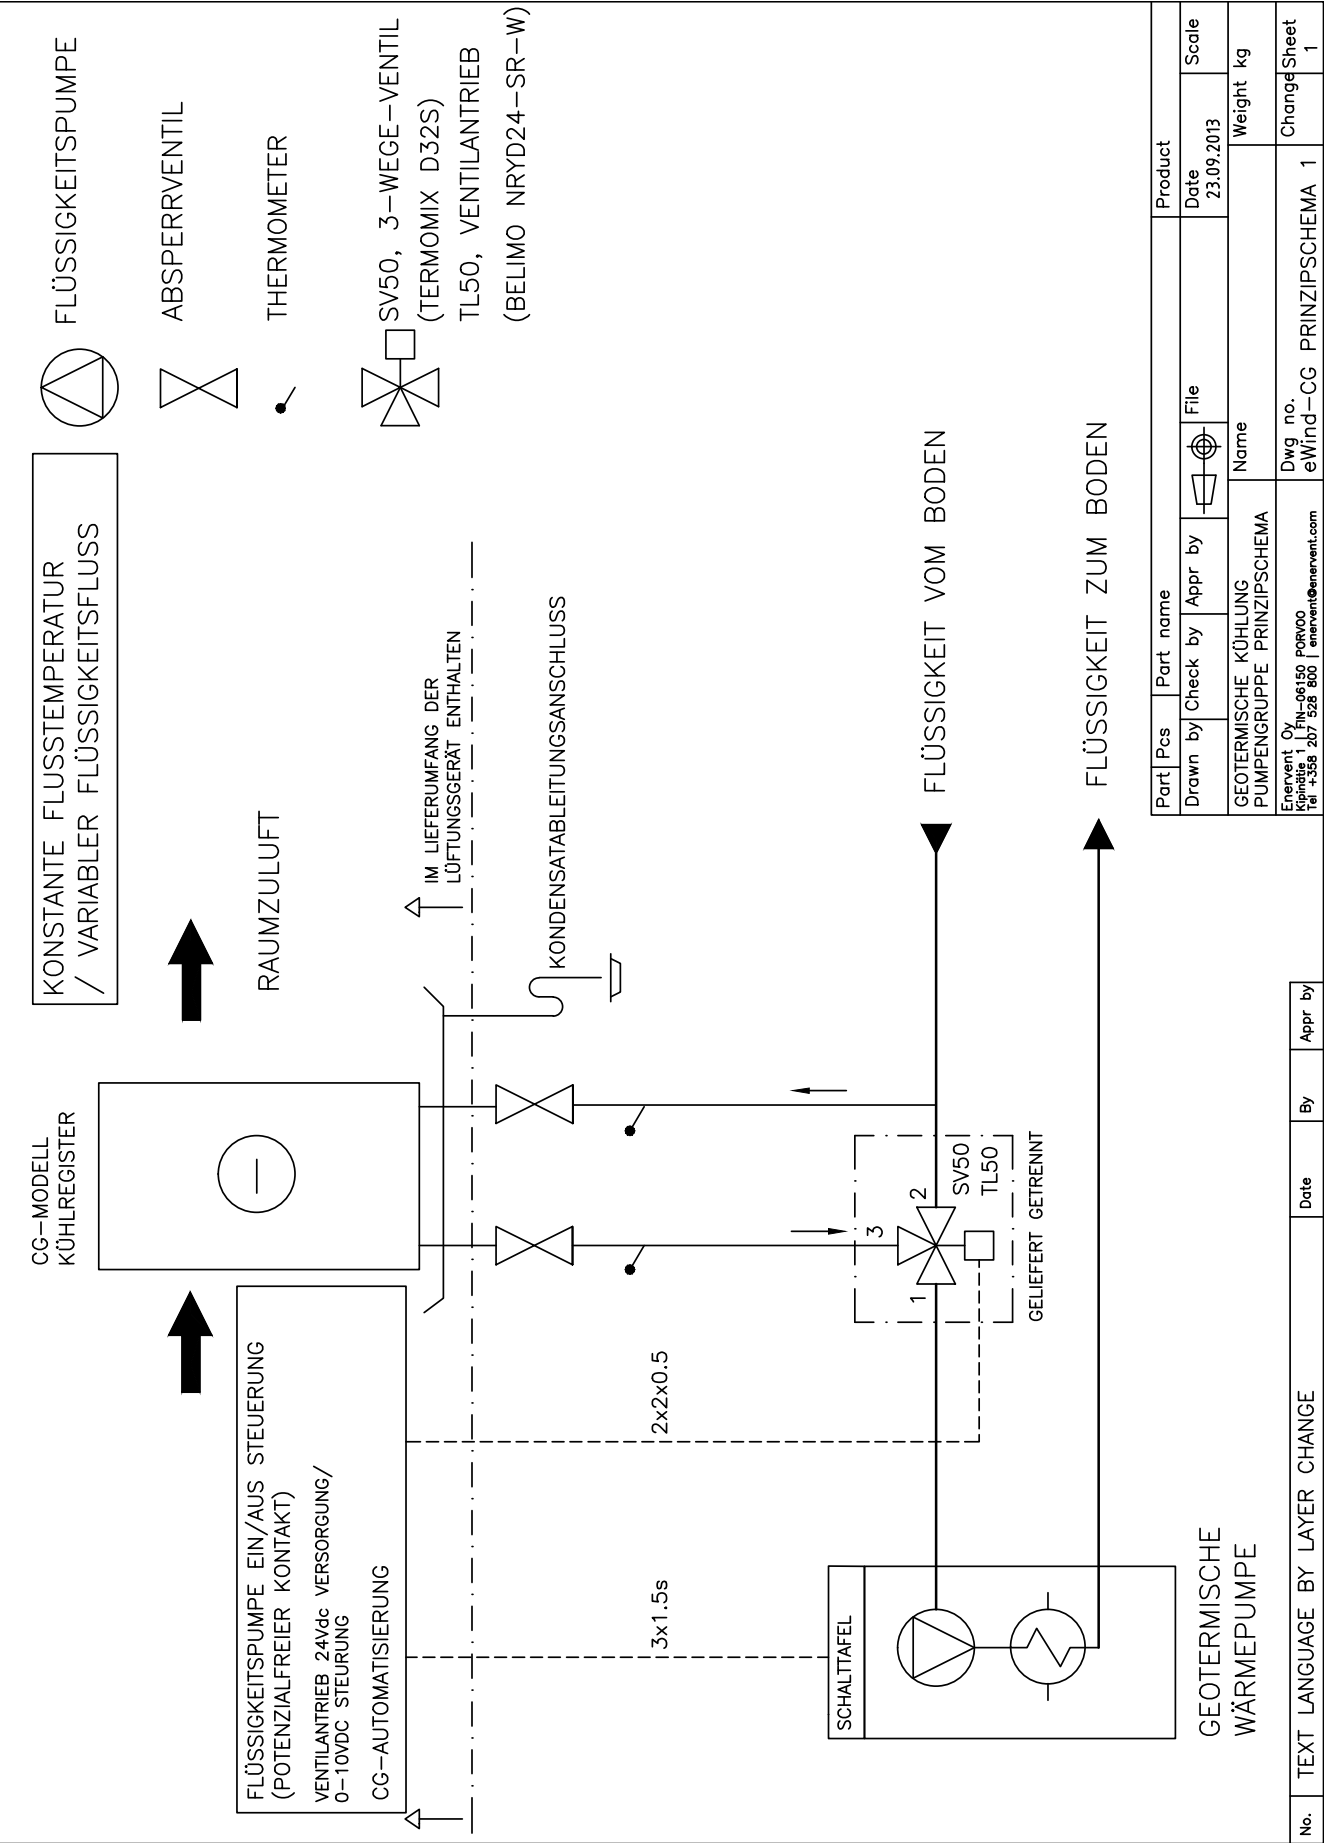 KONSTANTE FLUSSTEMPERATUR
/ VARIABLER FLÜSSIGKEITSFLUSS
FLÜSSIGKEITSPUMPE
ABSPERRVENTIL
THERMOMETER
SV50, 3-WEGE-VENTIL
(TERMOMIX D32S)
TL50, VENTILANTRIEB
(BELIMO NRYD24-SR-W)
CG-MODELL
KÜHLREGISTER
RAUMZULUFT
FLÜSSIGKEITSPUMPE EIN/AUS STEUERUNG
(POTENZIALFREIER KONTAKT)
VENTILANTRIEB 24Vdc VERSORGUNG/
0-10VDC STEURUNG
CG-AUTOMATISIERUNG
IM LIEFERUMFANG DER
LÜFTUNGSGERÄT ENTHALTEN
KONDENSATABLEITUNGSANSCHLUSS
3x1.5s
2x2x0.5
3
1
2
SV50
TL50
GELIEFERT GETRENNT
FLÜSSIGKEIT VOM BODEN
FLÜSSIGKEIT ZUM BODEN
SCHALTTAFEL
GEOTERMISCHE
WÄRMEPUMPE
Part
Pcs
Part name
Product
Drawn by
Check by
Appr by
File
Date
23.09.2013
Scale
GEOTERMISCHE KÜHLUNG
PUMPENGRUPPE PRINZIPSCHEMA
Name
Weight kg
Enervent Oy
Kipinätie 1 | FIN-06150 PORVOO
Tel +358 207 528 800 | enervent@enervent.com
Dwg no.
eWind-CG PRINZIPSCHEMA 1
Change
Sheet
1
No.
TEXT LANGUAGE BY LAYER CHANGE
Date
By
Appr by